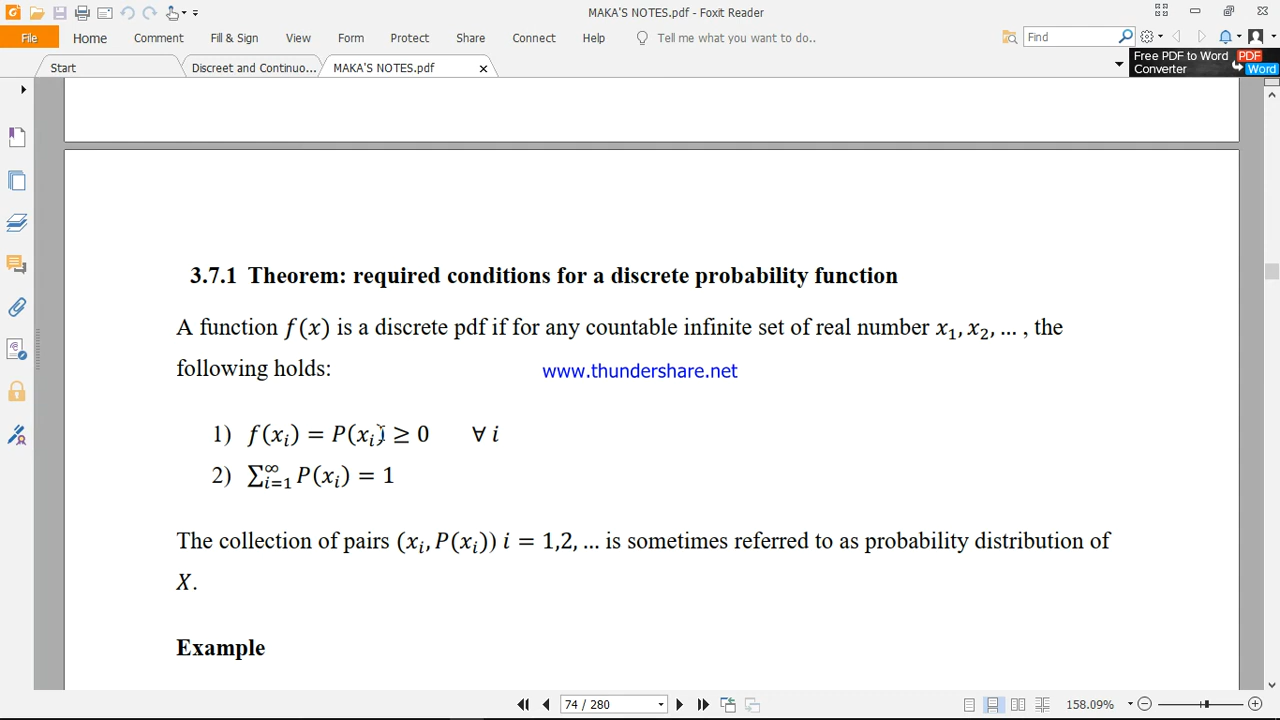 MAKA'S NOTES.pdf - Foxit Reader
File Home Comment Fill & Sign View Form Protect Share Connect Help Tell me what you want to do.. Find
Start Discreet and Continuo... MAKA'S NOTES.pdf
Free PDF to Word Converter PDF Word
3.7.1 Theorem: required conditions for a discrete probability function
A function f(x) is a discrete pdf if for any countable infinite set of real number x₁, x₂, … , the
following holds:
www.thundershare.net
1) f(xᵢ) = P(xᵢ) ≥ 0 ∀ i
2) ∑ᵢ₌₁^∞ P(xᵢ) = 1
The collection of pairs (xᵢ, P(xᵢ)) i = 1,2, … is sometimes referred to as probability distribution of
X.
Example
74 / 280 158.09%